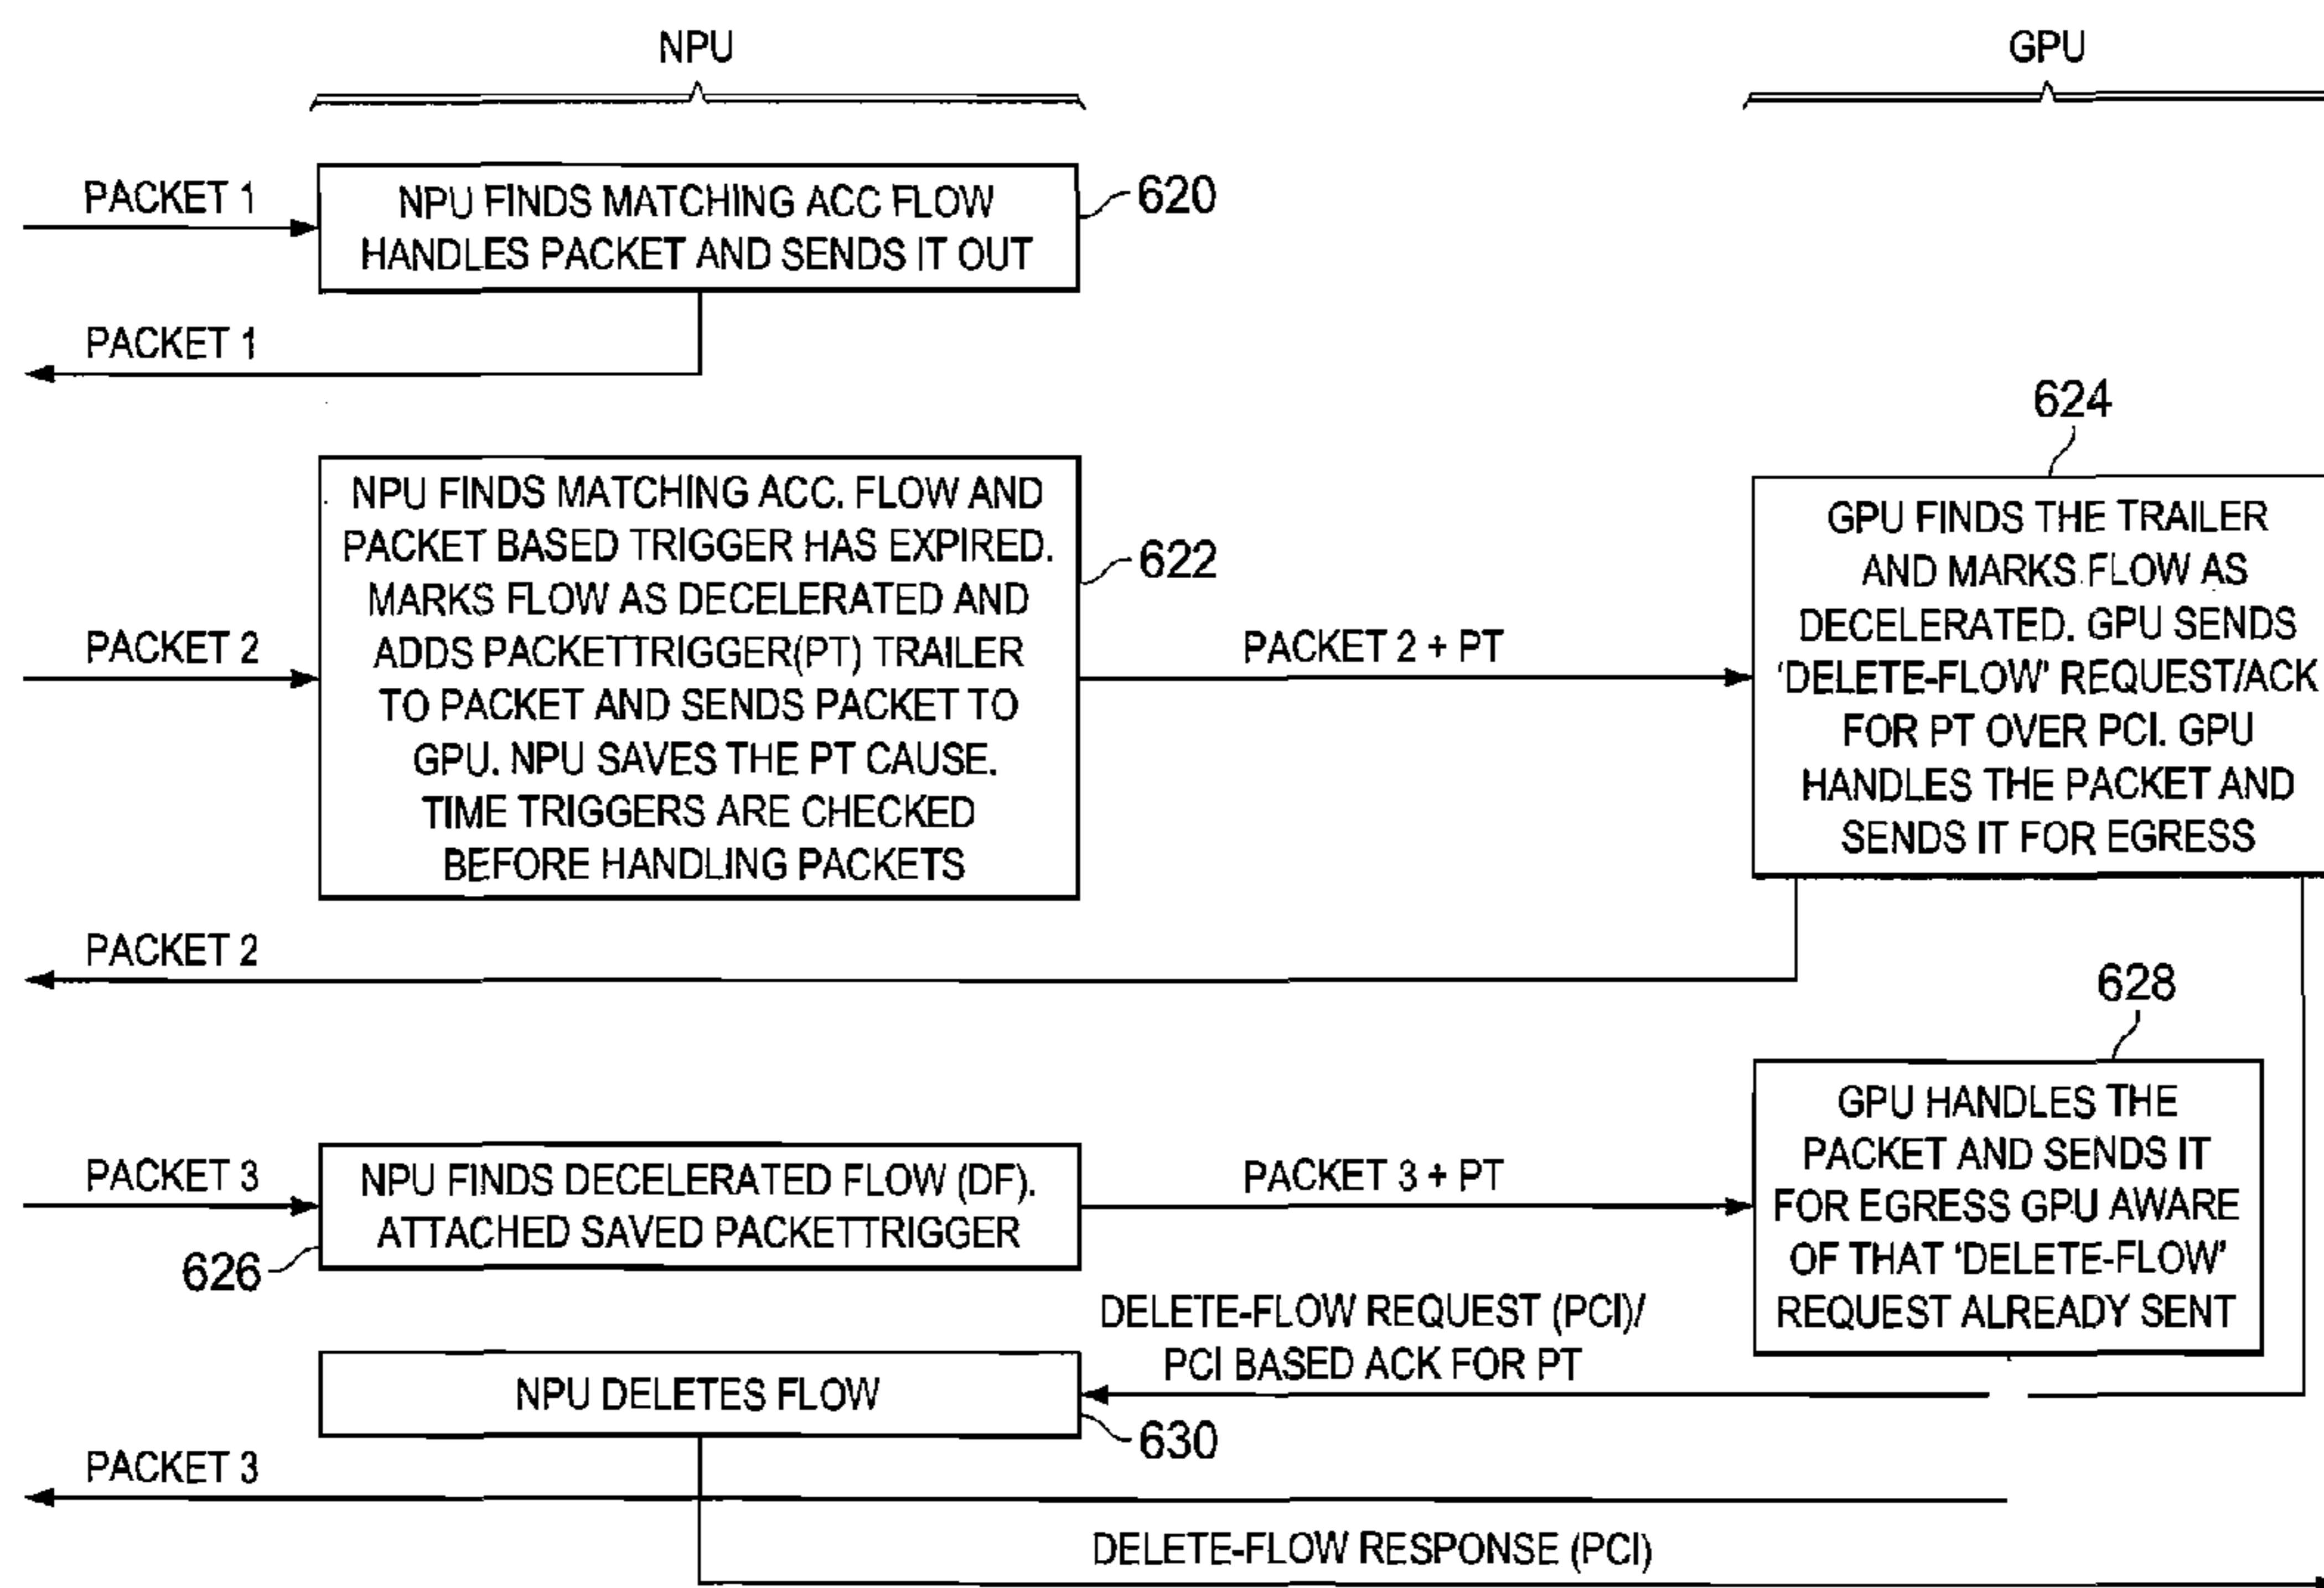 NPU
GPU
PACKET 1
NPU FINDS MATCHING ACC FLOW
HANDLES PACKET AND SENDS IT OUT
620
PACKET 1
624
NPU FINDS MATCHING ACC. FLOW AND
PACKET BASED TRIGGER HAS EXPIRED.
MARKS FLOW AS DECELERATED AND
ADDS PACKETTRIGGER(PT) TRAILER
TO PACKET AND SENDS PACKET TO
GPU. NPU SAVES THE PT CAUSE.
TIME TRIGGERS ARE CHECKED
BEFORE HANDLING PACKETS
622
PACKET 2
PACKET 2 + PT
GPU FINDS THE TRAILER
AND MARKS FLOW AS
DECELERATED. GPU SENDS
'DELETE-FLOW' REQUEST/ACK
FOR PT OVER PCI. GPU
HANDLES THE PACKET AND
SENDS IT FOR EGRESS
PACKET 2
628
PACKET 3
NPU FINDS DECELERATED FLOW (DF).
ATTACHED SAVED PACKETTRIGGER
626
PACKET 3 + PT
GPU HANDLES THE
PACKET AND SENDS IT
FOR EGRESS GPU AWARE
OF THAT 'DELETE-FLOW'
REQUEST ALREADY SENT
DELETE-FLOW REQUEST (PCI)/
PCI BASED ACK FOR PT
NPU DELETES FLOW
630
PACKET 3
DELETE-FLOW RESPONSE (PCI)